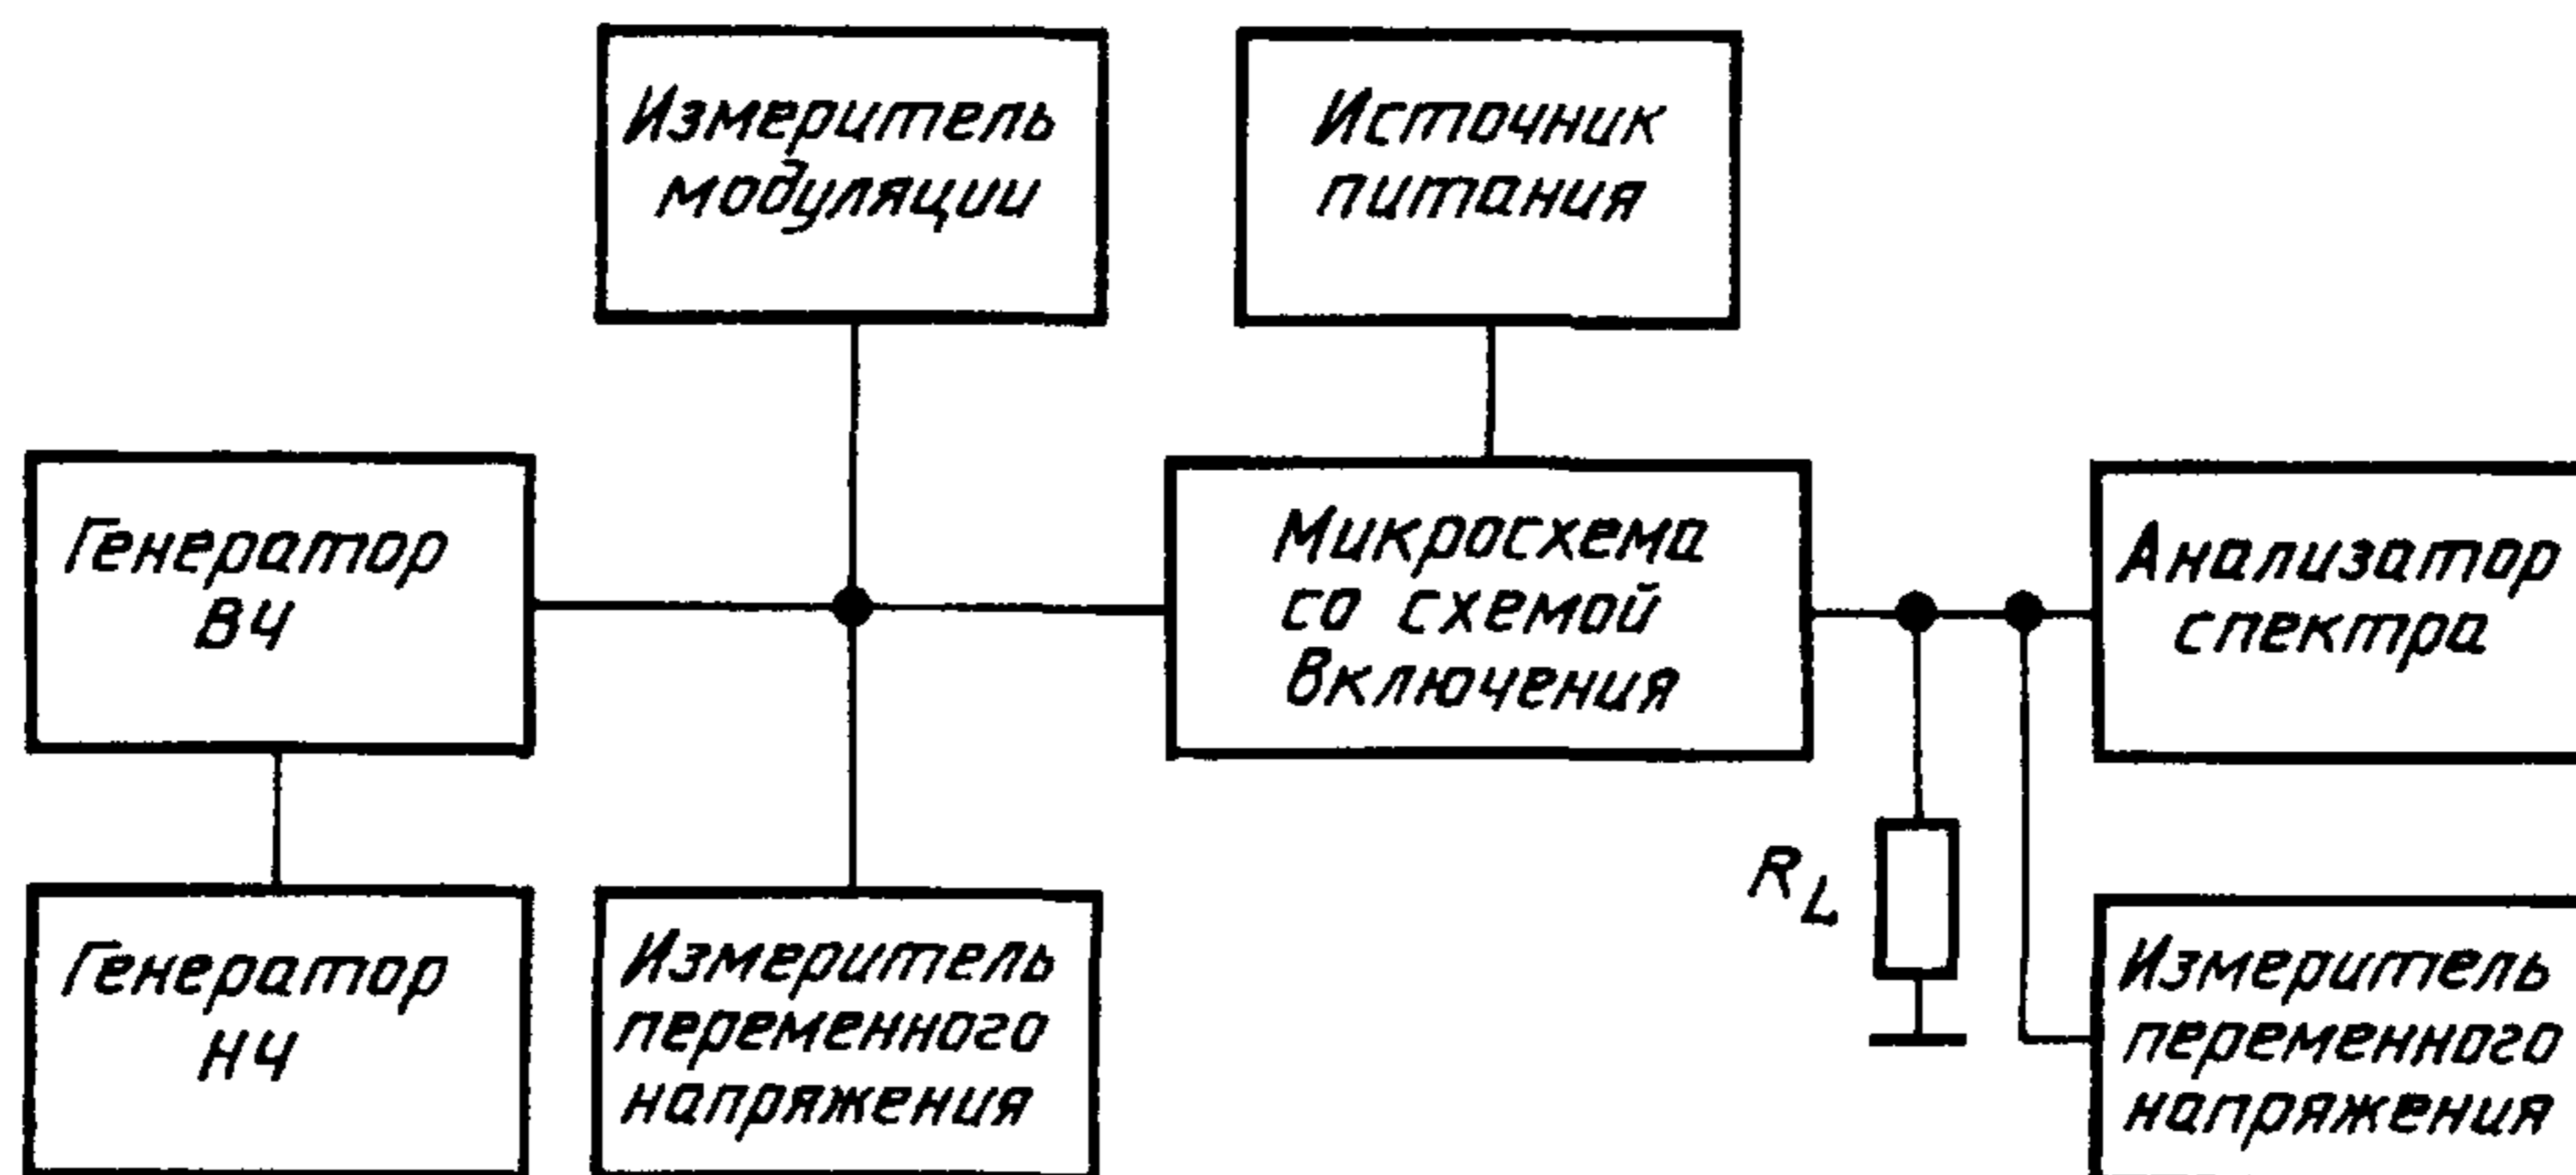 Измеритель
модуляции
Источник
питания
Генератор
ВЧ
Микросхема
со схемой
включения
Анализатор
спектра
Генератор
НЧ
Измеритель
переменного
напряжения
R_L
Измеритель
переменного
напряжения